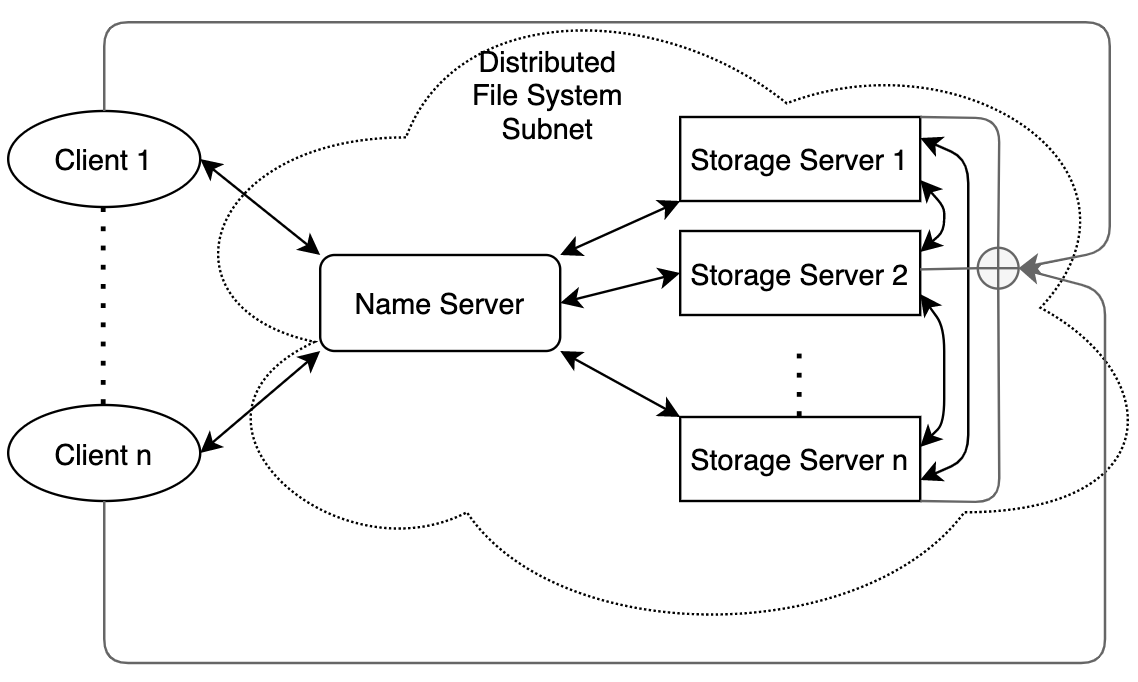 Distributed
File System
Subnet
Client 1
Storage Server 1
Storage Server 2
Name Server
Client n
Storage Server n